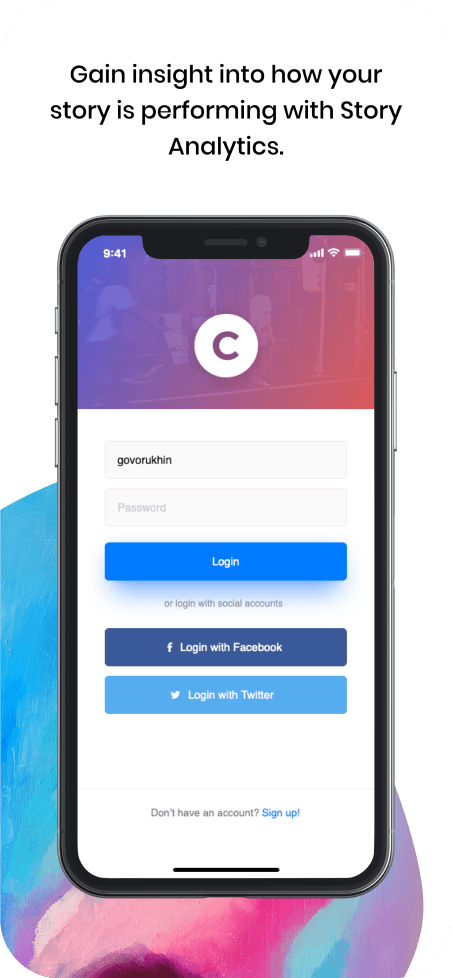 Gain insight into how your
story is performing with Story
Analytics.
9:41
C
govorukhin
Password
Login
or login with social accounts
f Login with Facebook
Login with Twitter
Don't have an account? Sign up!